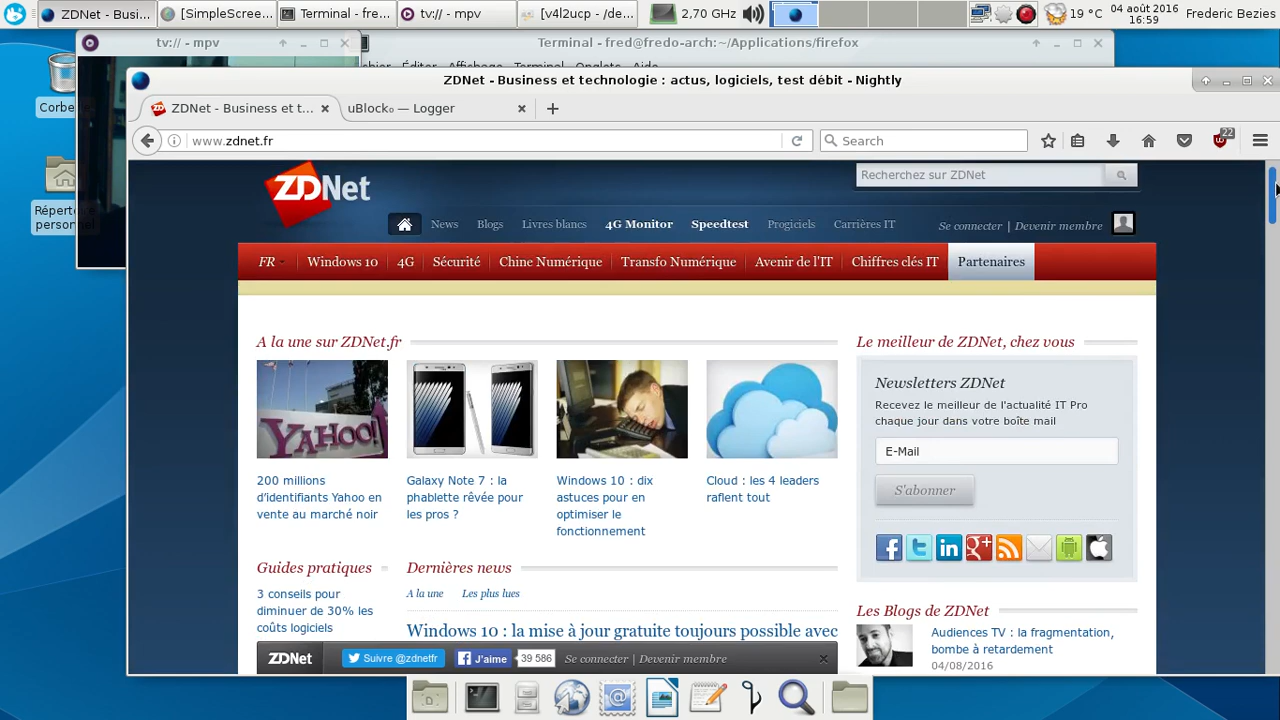 ZDNet - Busi...
[SimpleScree...
Terminal - fre...
tv:// - mpv
[v4l2ucp - /de...
2,70
19 °C
04 août 2016
16:59
Frederic Bezies
tv:// - mpv
Terminal - fred@fredo-arch:~/Applications/firefox
Éditer Affichage Terminal Onglets Aide
ZDNet - Business et technologie : actus, logiciels, test débit - Nightly
ZDNet - Business et t...
uBlock₀ — Logger
www.zdnet.fr
Search
22
Répertoire
personnel
ZDNet
Recherchez sur ZDNet
News
Blogs
Livres blancs
4G Monitor
Speedtest
Progiciels
Carrières IT
Se connecter | Devenir membre
FR
Windows 10
4G
Sécurité
Chine Numérique
Transfo Numérique
Avenir de l'IT
Chiffres clés IT
Partenaires
A la une sur ZDNet.fr
YAHOO!
200 millions
d'identifiants Yahoo en
vente au marché noir
Galaxy Note 7 : la
phablette rêvée pour
les pros ?
Windows 10 : dix
astuces pour en
optimiser le
fonctionnement
Cloud : les 4 leaders
raflent tout
Le meilleur de ZDNet, chez vous
Newsletters ZDNet
Recevez le meilleur de l'actualité IT Pro
chaque jour dans votre boîte mail
E-Mail
S'abonner
Guides pratiques
3 conseils pour
diminuer de 30% les
coûts logiciels
Dernières news
A la une
Les plus lues
Windows 10 : la mise à jour gratuite toujours possible avec
Les Blogs de ZDNet
Audiences TV : la fragmentation,
bombe à retardement
04/08/2016
ZDNet
Suivre @zdnetfr
J'aime
39 586
Se connecter | Devenir membre